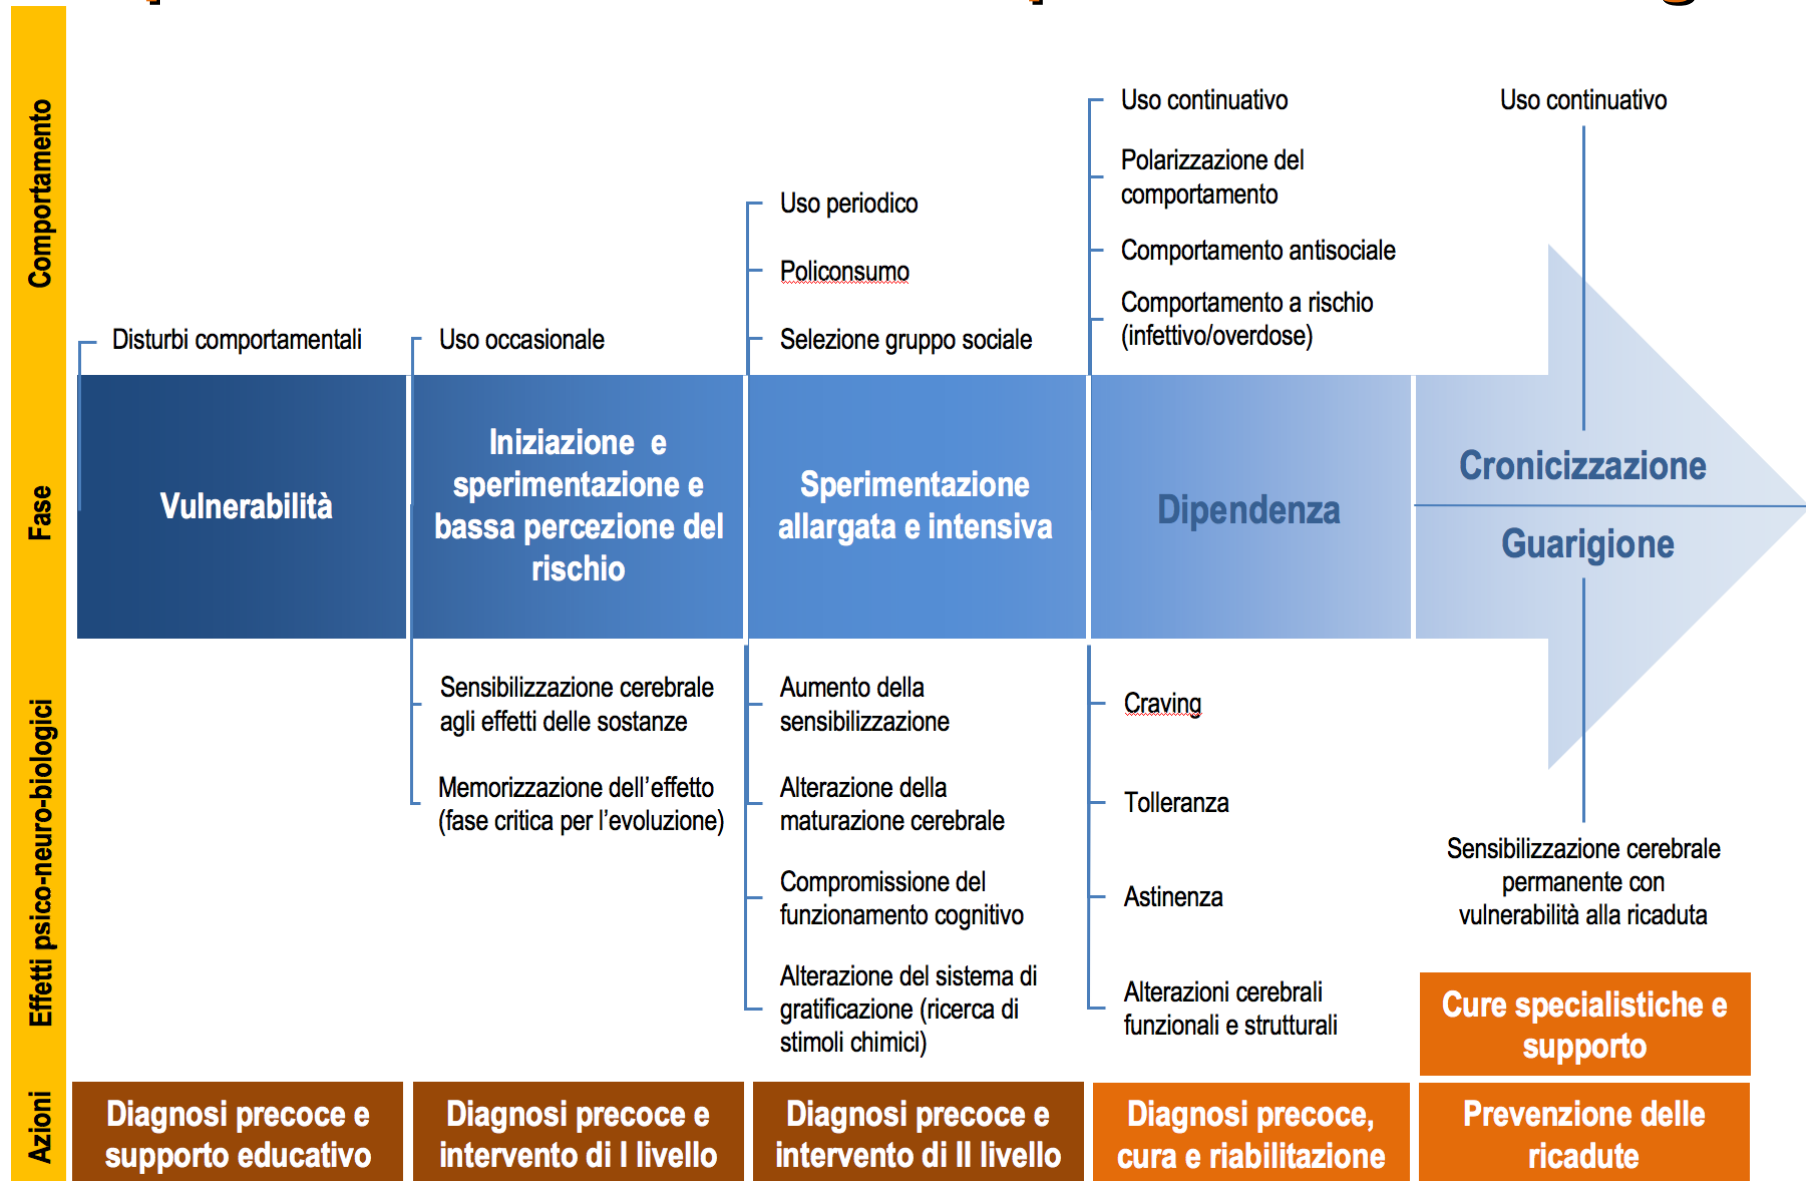 Comportamento
Uso continuativo
Polarizzazione del
comportamento
Comportamento antisociale
Comportamento a rischio
(infettivo/overdose)
Uso continuativo
Uso periodico
Policonsumo
Selezione gruppo sociale
Disturbi comportamentali
Uso occasionale
Fase
Vulnerabilità
Iniziazione e
sperimentazione e
bassa percezione del
rischio
Sperimentazione
allargata e intensiva
Dipendenza
Cronicizzazione
Guarigione
Effetti psico-neuro-biologici
Sensibilizzazione cerebrale
agli effetti delle sostanze
Memorizzazione dell’effetto
(fase critica per l’evoluzione)
Aumento della
sensibilizzazione
Alterazione della
maturazione cerebrale
Compromissione del
funzionamento cognitivo
Alterazione del sistema di
gratificazione (ricerca di
stimoli chimici)
Craving
Tolleranza
Astinenza
Alterazioni cerebrali
funzionali e strutturali
Sensibilizzazione cerebrale
permanente con
vulnerabilità alla ricaduta
Cure specialistiche e
supporto
Azioni
Diagnosi precoce e
supporto educativo
Diagnosi precoce e
intervento di I livello
Diagnosi precoce e
intervento di II livello
Diagnosi precoce,
cura e riabilitazione
Prevenzione delle
ricadute